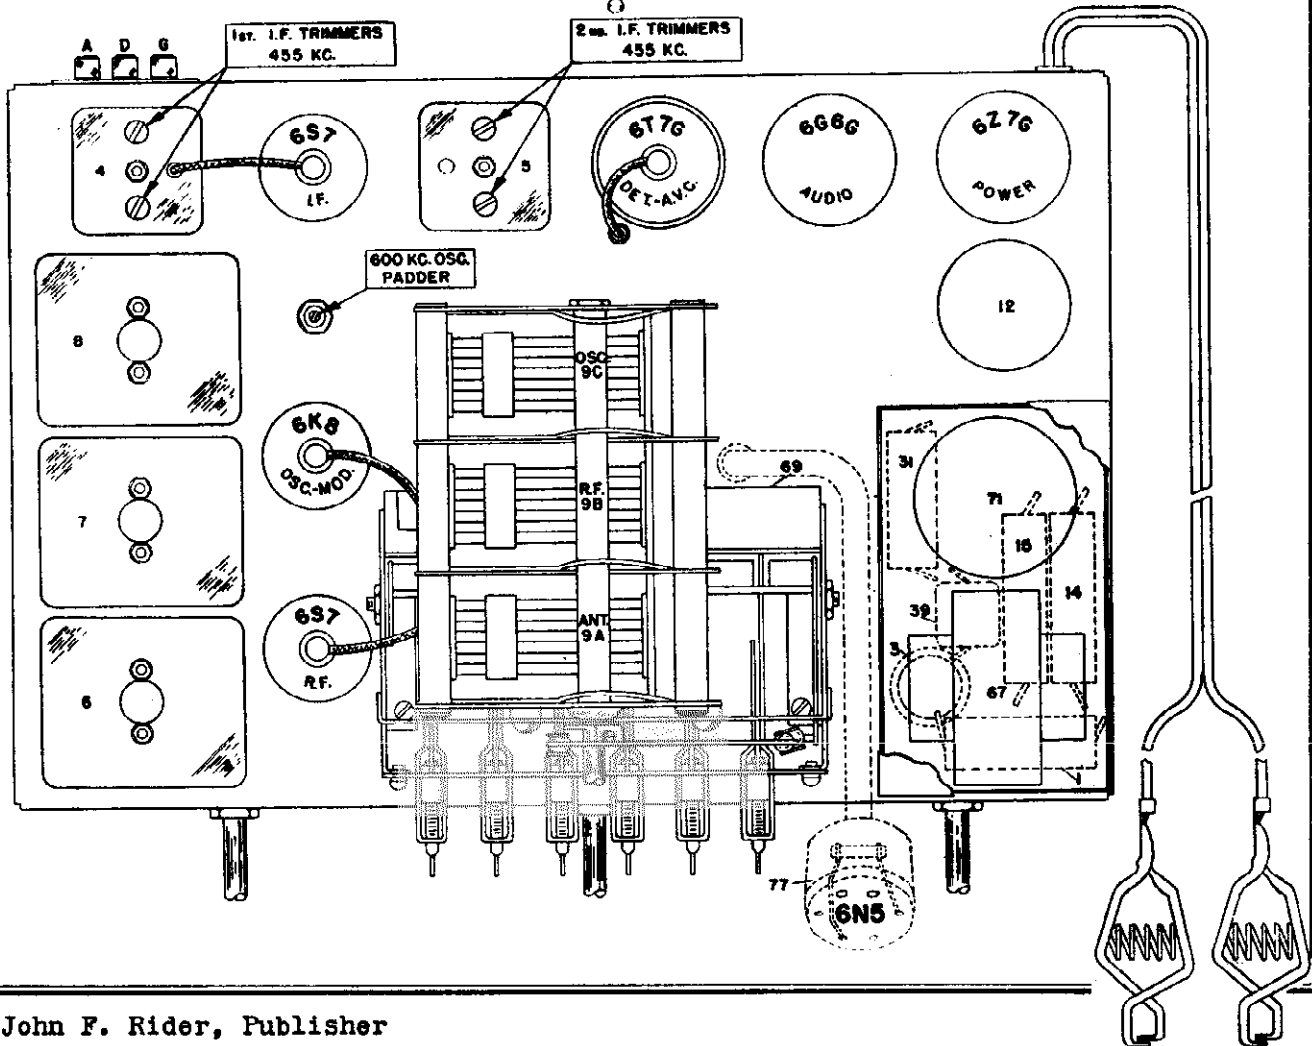 1ST. I.F. TRIMMERS
455 KC.
2ND. I.F. TRIMMERS
455 KC.
A D G
4
6S7
I.F.
5
6T7G
DET.-A.V.C.
6G6G
AUDIO
6Z7G
POWER
600 KC. OSC.
PADDER
12
8
OSC.
9C
6K8
OSC.-MOD.
31
69
71
R.F.
9B
7
15
14
39
ANT.
9A
6S7
R.F.
3
67
6
1
77
6N5
John F. Rider, Publisher